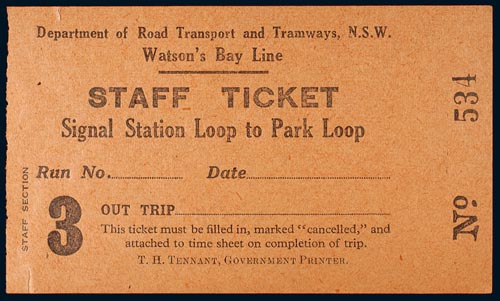 Department of Road Transport and Tramways, N.S.W.
Watson's Bay Line
STAFF TICKET
Signal Station Loop to Park Loop
Run No. Date
STAFF SECTION
3
OUT TRIP
This ticket must be filled in, marked "cancelled," and
attached to time sheet on completion of trip.
T. H. TENNANT, GOVERNMENT PRINTER.
No 534